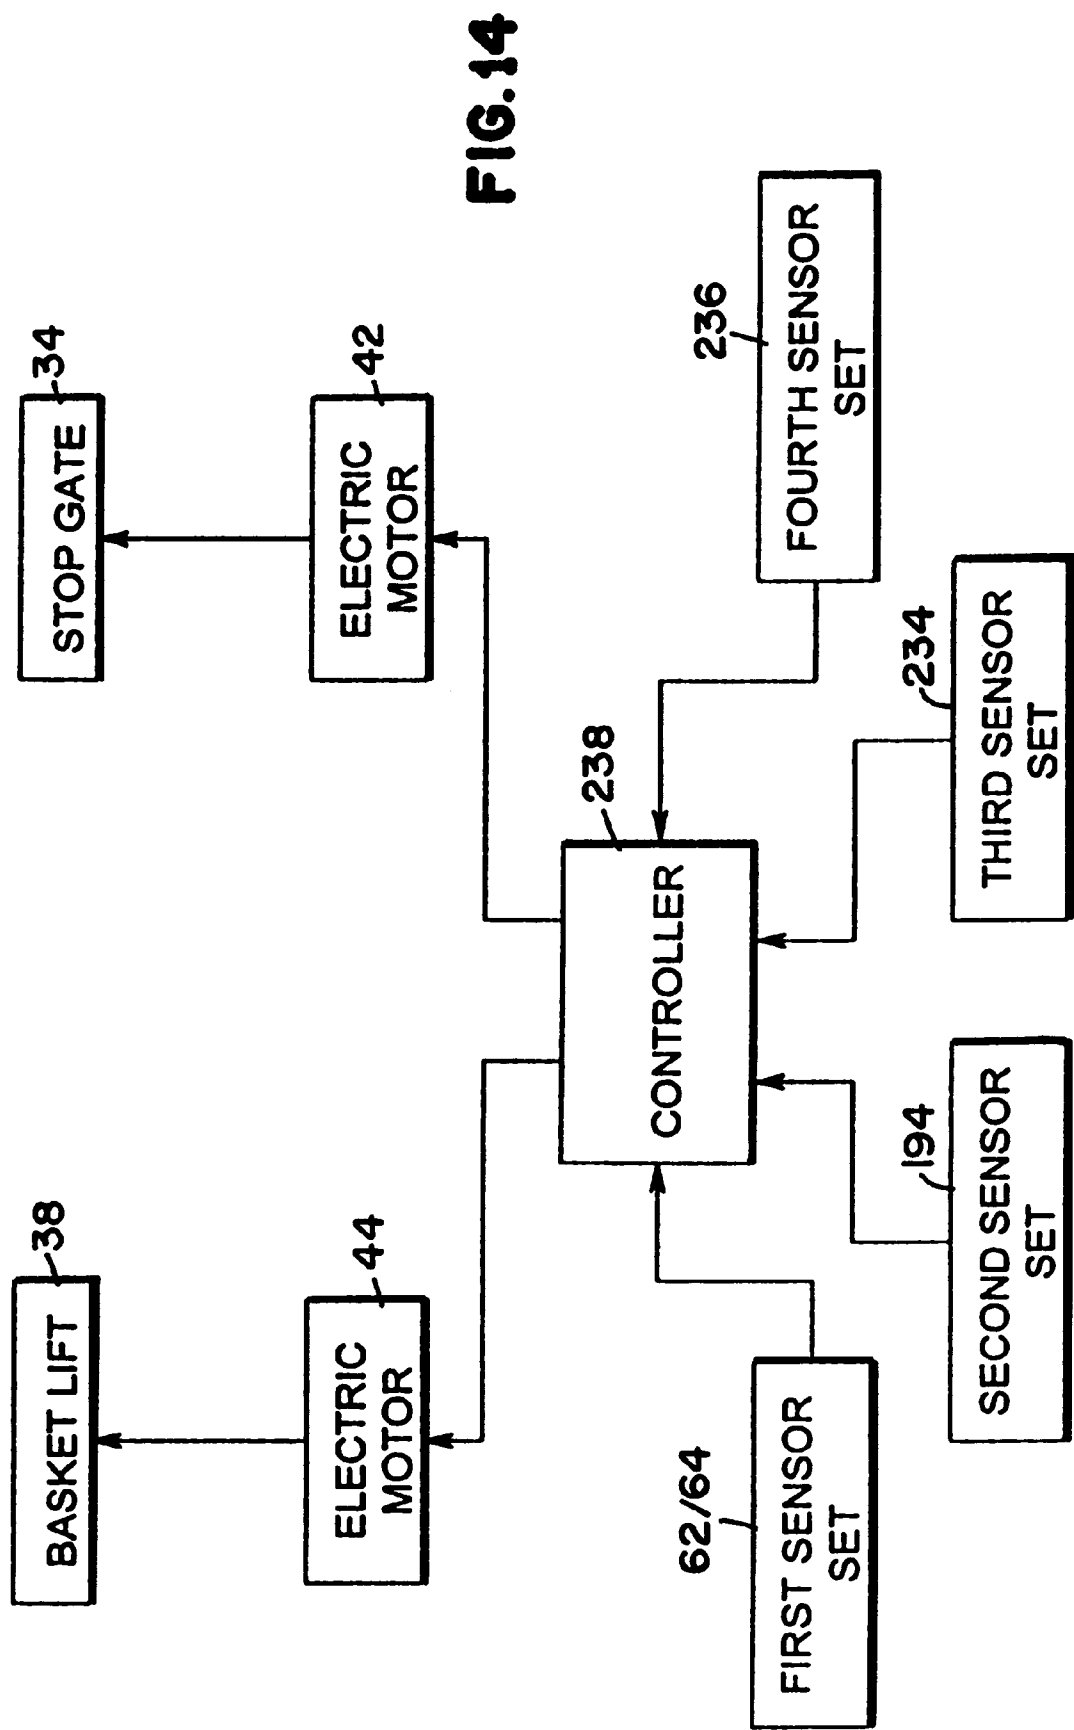 38
BASKET LIFT
34
STOP GATE
44
ELECTRIC
MOTOR
42
ELECTRIC
MOTOR
238
CONTROLLER
62/64
FIRST SENSOR
SET
236
FOURTH SENSOR
SET
194
SECOND SENSOR
SET
234
THIRD SENSOR
SET
FIG.14